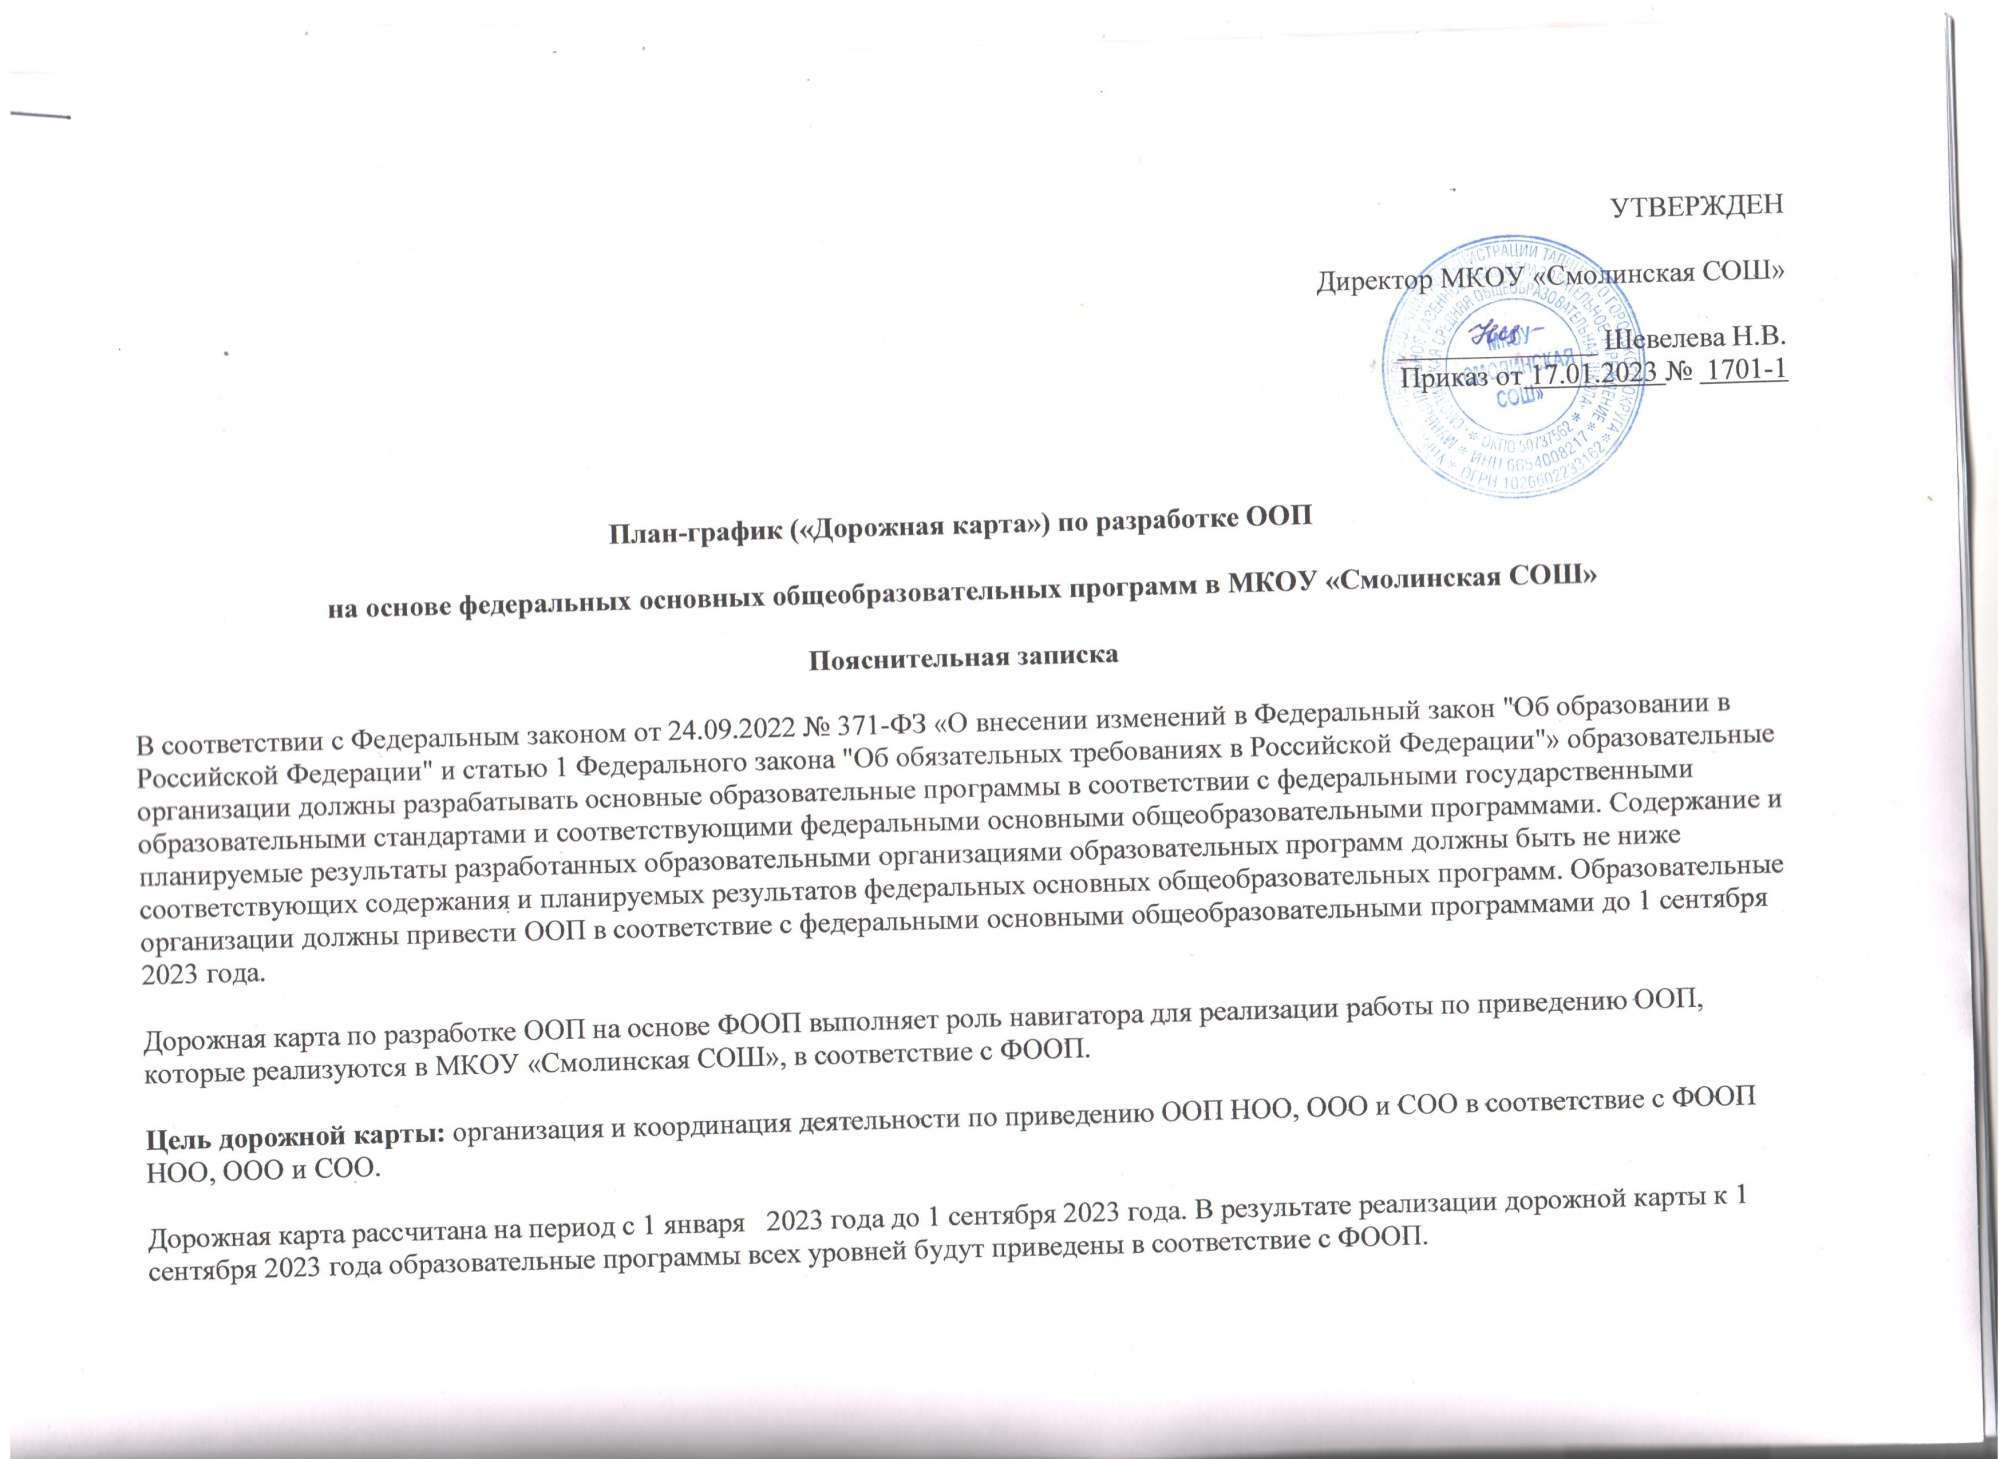 УТВЕРЖДЕН
Директор МКОУ «Смолинская СОШ»
Шевелева Н.В.
Приказ от 17.01.2023 № 1701-1
МКОУ
СМОЛИНСКАЯ
СОШ»
ОКПО 50737562
ИНН 6654008217
ОГРН 1026602233162
План-график («Дорожная карта») по разработке ООП
на основе федеральных основных общеобразовательных программ в МКОУ «Смолинская СОШ»
Пояснительная записка
В соответствии с Федеральным законом от 24.09.2022 № 371-ФЗ «О внесении изменений в Федеральный закон "Об образовании в
Российской Федерации" и статью 1 Федерального закона "Об обязательных требованиях в Российской Федерации"» образовательные
организации должны разрабатывать основные образовательные программы в соответствии с федеральными государственными
образовательными стандартами и соответствующими федеральными основными общеобразовательными программами. Содержание и
планируемые результаты разработанных образовательными организациями образовательных программ должны быть не ниже
соответствующих содержания и планируемых результатов федеральных основных общеобразовательных программ. Образовательные
организации должны привести ООП в соответствие с федеральными основными общеобразовательными программами до 1 сентября
2023 года.
Дорожная карта по разработке ООП на основе ФООП выполняет роль навигатора для реализации работы по приведению ООП,
которые реализуются в МКОУ «Смолинская СОШ», в соответствие с ФООП.
Цель дорожной карты: организация и координация деятельности по приведению ООП НОО, ООО и СОО в соответствие с ФООП
НОО, ООО и СОО.
Дорожная карта рассчитана на период с 1 января 2023 года до 1 сентября 2023 года. В результате реализации дорожной карты к 1
сентября 2023 года образовательные программы всех уровней будут приведены в соответствие с ФООП.